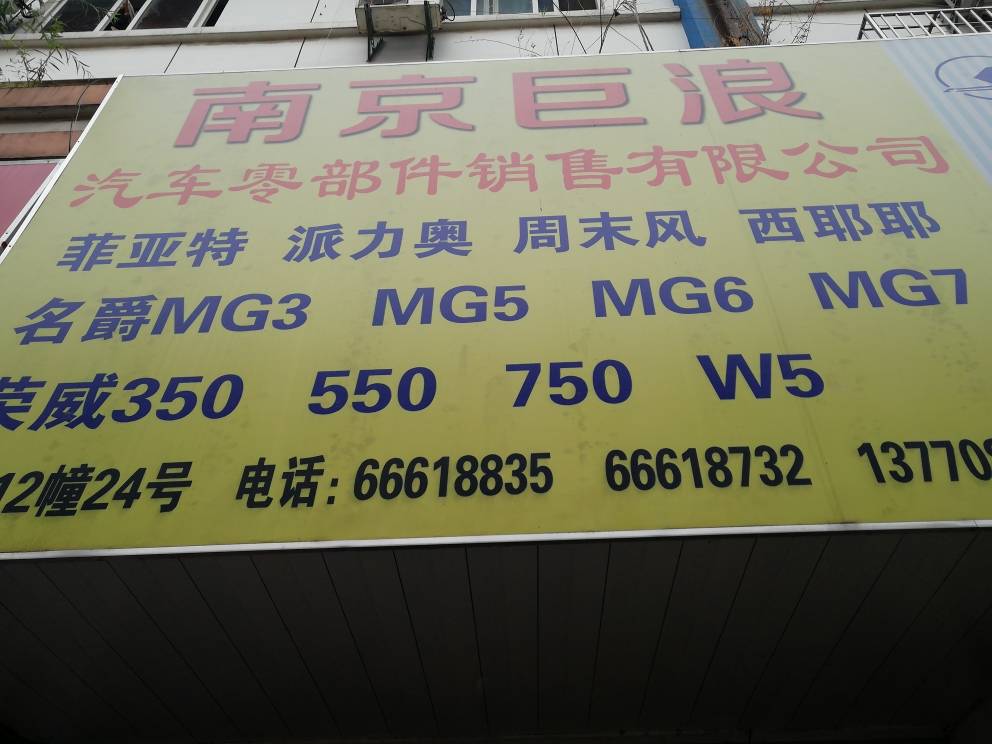 南京巨浪
汽车零部件销售有限公司
菲亚特 派力奥 周末风 西耶耶
名爵MG3 MG5 MG6 MG7
荣威350 550 750 W5
12幢24号 电话:66618835 66618732 13770